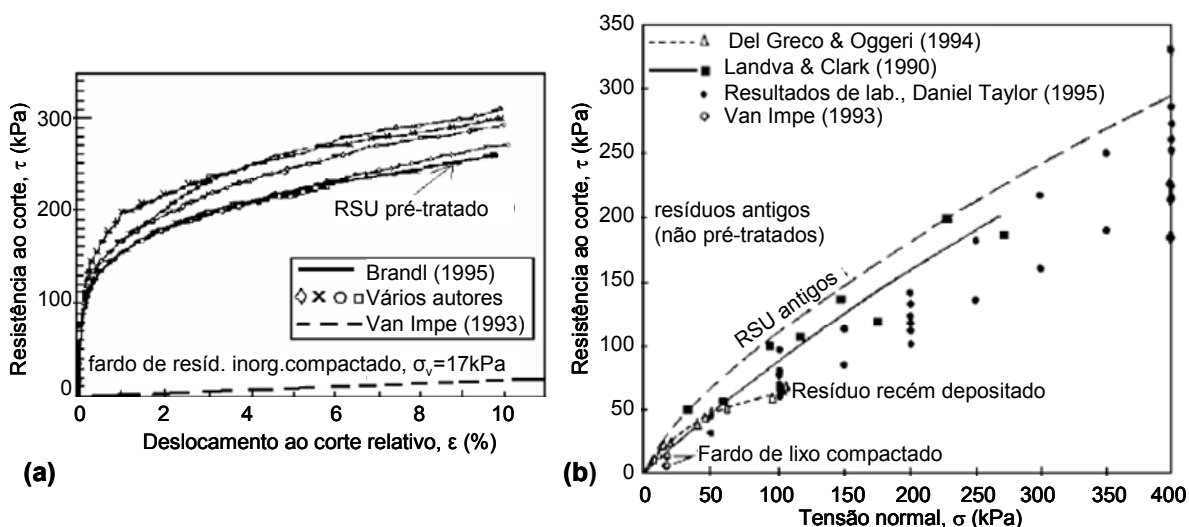 300
200
100
0
Resistência ao corte, τ (kPa)
RSU pré-tratado
Brandl (1995)
Vários autores
Van Impe (1993)
fardo de resíd. inorg.compactado, σv=17kPa
0 2 4 6 8 10
Deslocamento ao corte relativo, ε (%)
(a)
350
300
250
200
150
100
50
0
Resistência ao corte, τ (kPa)
Del Greco & Oggeri (1994)
Landva & Clark (1990)
Resultados de lab., Daniel Taylor (1995)
Van Impe (1993)
resíduos antigos
(não pré-tratados)
RSU antigos
Resíduo recém depositado
Fardo de lixo compactado
0 50 100 150 200 250 300 350 400
Tensão normal, σ (kPa)
(b)